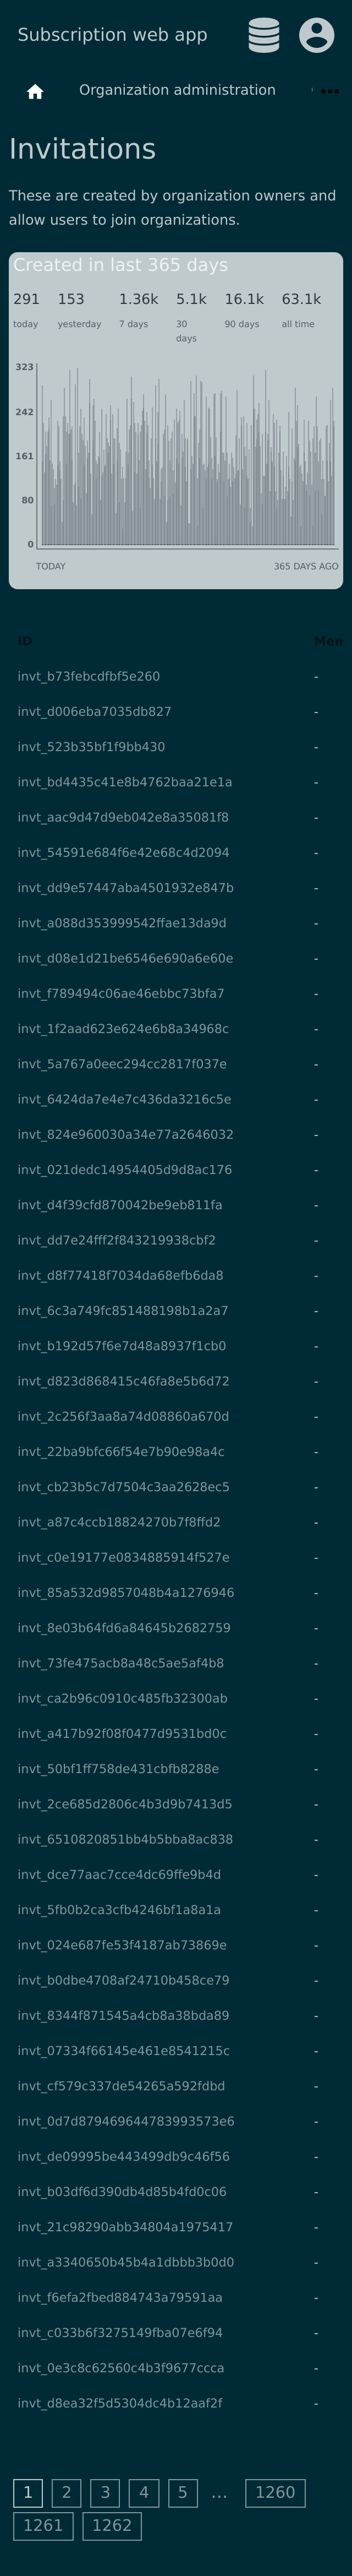 Subscription web app
Organization administration
Invitations
These are created by organization owners and
allow users to join organizations.
Created in last 365 days
291 153 1.36k 5.1k 16.1k 63.1k
today yesterday 7 days 30 days 90 days all time
323
242
161
80
0
TODAY 365 DAYS AGO
ID Mem
invt_b73febcdfbf5e260 -
invt_d006eba7035db827 -
invt_523b35bf1f9bb430 -
invt_bd4435c41e8b4762baa21e1a -
invt_aac9d47d9eb042e8a35081f8 -
invt_54591e684f6e42e68c4d2094 -
invt_dd9e57447aba4501932e847b -
invt_a088d353999542ffae13da9d -
invt_d08e1d21be6546e690a6e60e -
invt_f789494c06ae46ebbc73bfa7 -
invt_1f2aad623e624e6b8a34968c -
invt_5a767a0eec294cc2817f037e -
invt_6424da7e4e7c436da3216c5e -
invt_824e960030a34e77a2646032 -
invt_021dedc14954405d9d8ac176 -
invt_d4f39cfd870042be9eb811fa -
invt_dd7e24fff2f843219938cbf2 -
invt_d8f77418f7034da68efb6da8 -
invt_6c3a749fc851488198b1a2a7 -
invt_b192d57f6e7d48a8937f1cb0 -
invt_d823d868415c46fa8e5b6d72 -
invt_2c256f3aa8a74d08860a670d -
invt_22ba9bfc66f54e7b90e98a4c -
invt_cb23b5c7d7504c3aa2628ec5 -
invt_a87c4ccb18824270b7f8ffd2 -
invt_c0e19177e0834885914f527e -
invt_85a532d9857048b4a1276946 -
invt_8e03b64fd6a84645b2682759 -
invt_73fe475acb8a48c5ae5af4b8 -
invt_ca2b96c0910c485fb32300ab -
invt_a417b92f08f0477d9531bd0c -
invt_50bf1ff758de431cbfb8288e -
invt_2ce685d2806c4b3d9b7413d5 -
invt_6510820851bb4b5bba8ac838 -
invt_dce77aac7cce4dc69ffe9b4d -
invt_5fb0b2ca3cfb4246bf1a8a1a -
invt_024e687fe53f4187ab73869e -
invt_b0dbe4708af24710b458ce79 -
invt_8344f871545a4cb8a38bda89 -
invt_07334f66145e461e8541215c -
invt_cf579c337de54265a592fdbd -
invt_0d7d879469644783993573e6 -
invt_de09995be443499db9c46f56 -
invt_b03df6d390db4d85b4fd0c06 -
invt_21c98290abb34804a1975417 -
invt_a3340650b45b4a1dbbb3b0d0 -
invt_f6efa2fbed884743a79591aa -
invt_c033b6f3275149fba07e6f94 -
invt_0e3c8c62560c4b3f9677ccca -
invt_d8ea32f5d5304dc4b12aaf2f -
1 2 3 4 5 … 1260
1261 1262